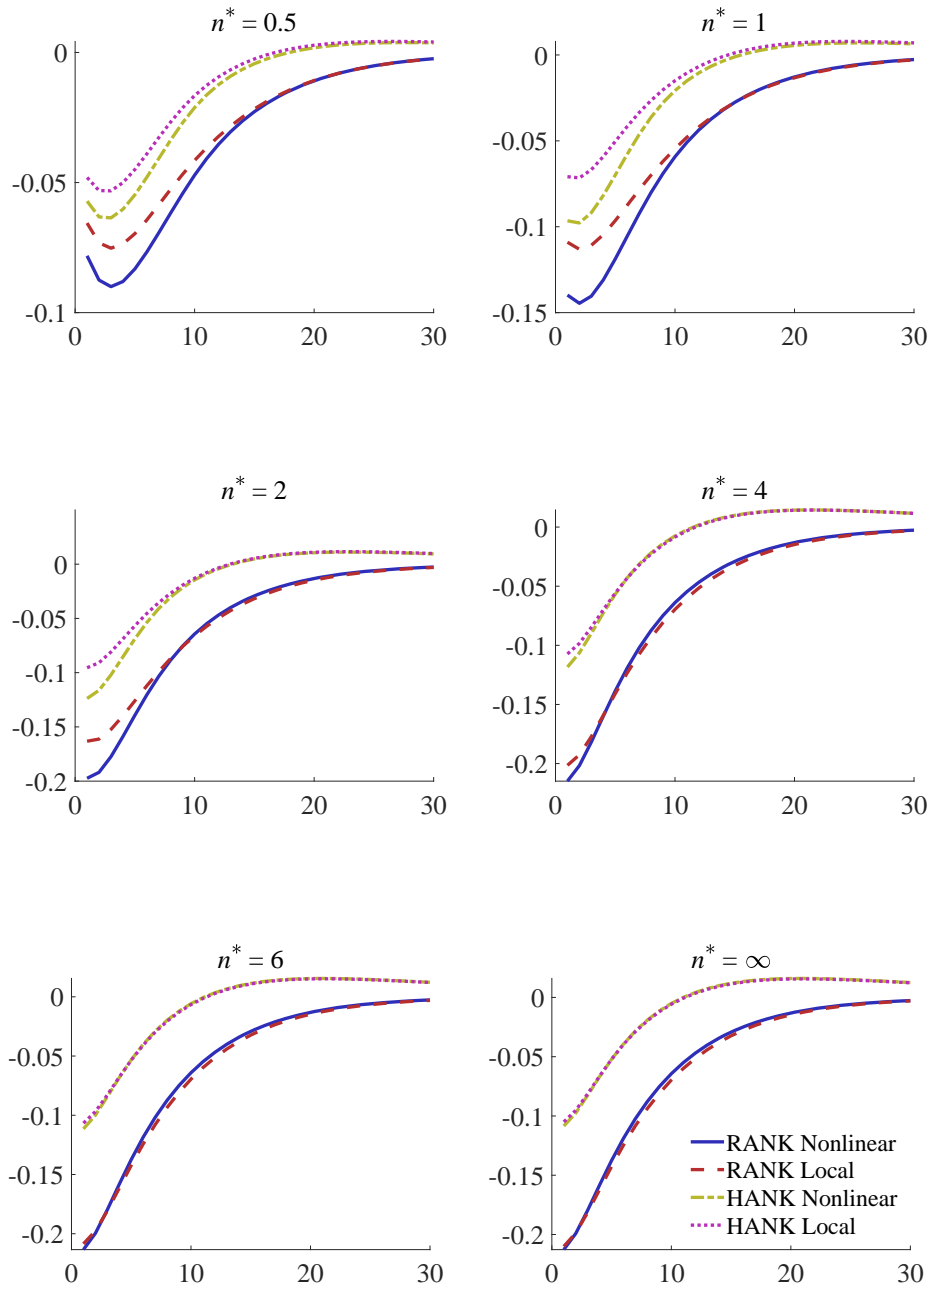 n* = 0.5
0
-0.05
-0.1
0 10 20 30
n* = 1
0
-0.05
-0.1
-0.15
0 10 20 30
n* = 2
0
-0.05
-0.1
-0.15
-0.2
0 10 20 30
n* = 4
0
-0.05
-0.1
-0.15
-0.2
0 10 20 30
n* = 6
0
-0.05
-0.1
-0.15
-0.2
0 10 20 30
n* = ∞
0
-0.05
-0.1
-0.15
-0.2
0 10 20 30
RANK Nonlinear
RANK Local
HANK Nonlinear
HANK Local